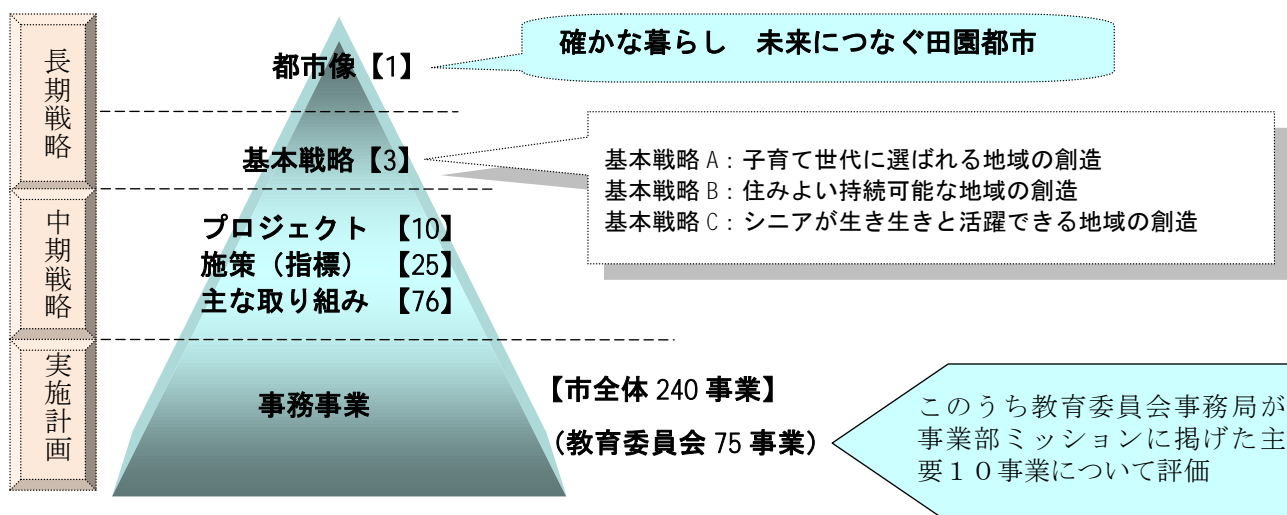 長期戦略
都市像【1】
確かな暮らし 未来につなぐ田園都市
基本戦略【3】
基本戦略 A：子育て世代に選ばれる地域の創造
基本戦略 B：住みよい持続可能な地域の創造
基本戦略 C：シニアが生き生きと活躍できる地域の創造
中期戦略
プロジェクト 【10】
施策（指標） 【25】
主な取り組み 【76】
実施計画
事務事業
【市全体 240 事業】
（教育委員会 75 事業）
このうち教育委員会事務局が
事業部ミッションに掲げた主
要１０事業について評価